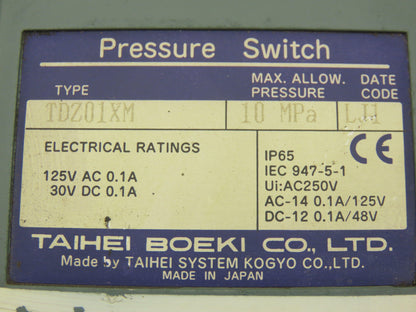 Pressure Switch
TYPE
MAX. ALLOW. PRESSURE
DATE CODE
TDZ01XM
10 MPa
LJ1
ELECTRICAL RATINGS
125V AC 0.1A
30V DC 0.1A
IP65
CE
IEC 947-5-1
Ui:AC250V
AC-14 0.1A/125V
DC-12 0.1A/48V
TAIHEI BOEKI CO., LTD.
Made by TAIHEI SYSTEM KOGYO CO.,LTD.
MADE IN JAPAN